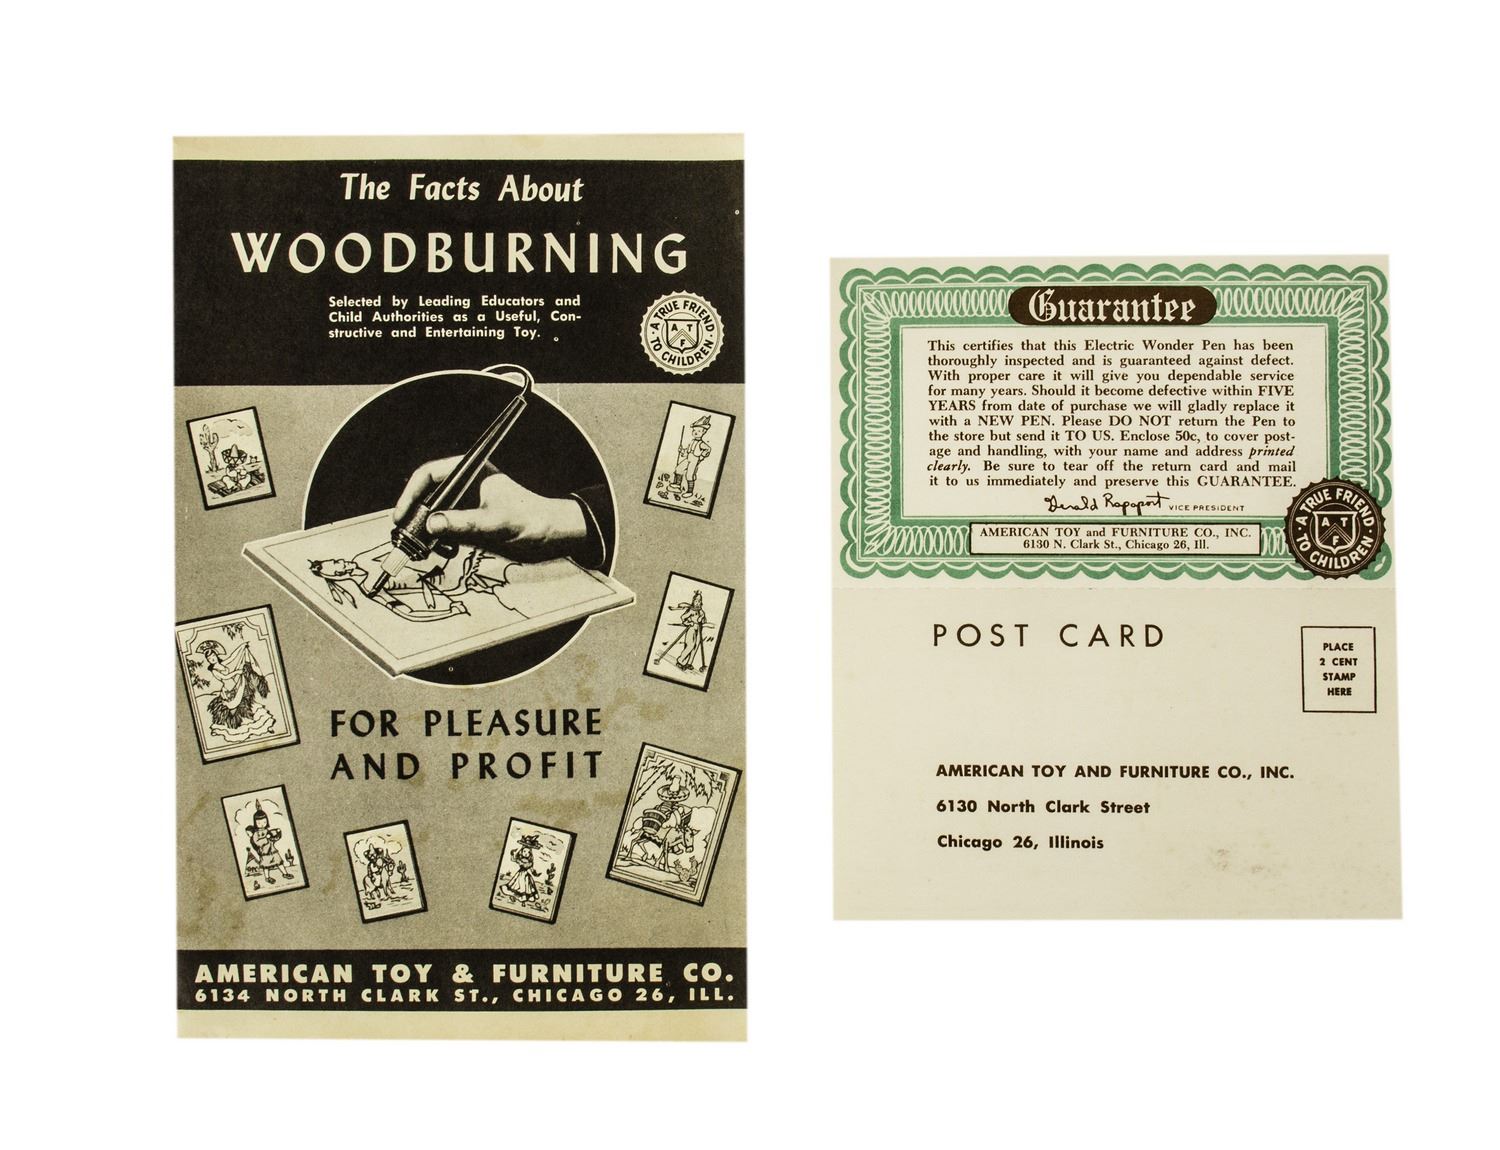 The Facts About
WOODBURNING
Selected by Leading Educators and
Child Authorities as a Useful, Con-
structive and Entertaining Toy.
A TRUE FRIEND
TO CHILDREN
A T
F
FOR PLEASURE
AND PROFIT
AMERICAN TOY & FURNITURE CO.
6134 NORTH CLARK ST., CHICAGO 26, ILL.
Guarantee
This certifies that this Electric Wonder Pen has been
thoroughly inspected and is guaranteed against defect.
With proper care it will give you dependable service
for many years. Should it become defective within FIVE
YEARS from date of purchase we will gladly replace it
with a NEW PEN. Please DO NOT return the Pen to
the store but send it TO US. Enclose 50c, to cover post-
age and handling, with your name and address printed
clearly. Be sure to tear off the return card and mail
it to us immediately and preserve this GUARANTEE.
Gerald Rapaport VICE PRESIDENT
AMERICAN TOY and FURNITURE CO., INC.
6130 N. Clark St., Chicago 26, Ill.
A TRUE FRIEND
TO CHILDREN
A T
F
POST CARD
PLACE
2 CENT
STAMP
HERE
AMERICAN TOY AND FURNITURE CO., INC.
6130 North Clark Street
Chicago 26, Illinois